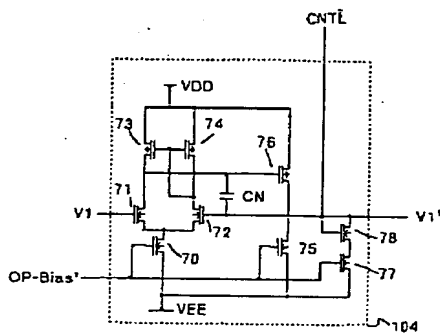 CNTL
VDD
73
74
76
71
CN
V1
72
V1'
78
70
75
77
OP-Bias'
VEE
104